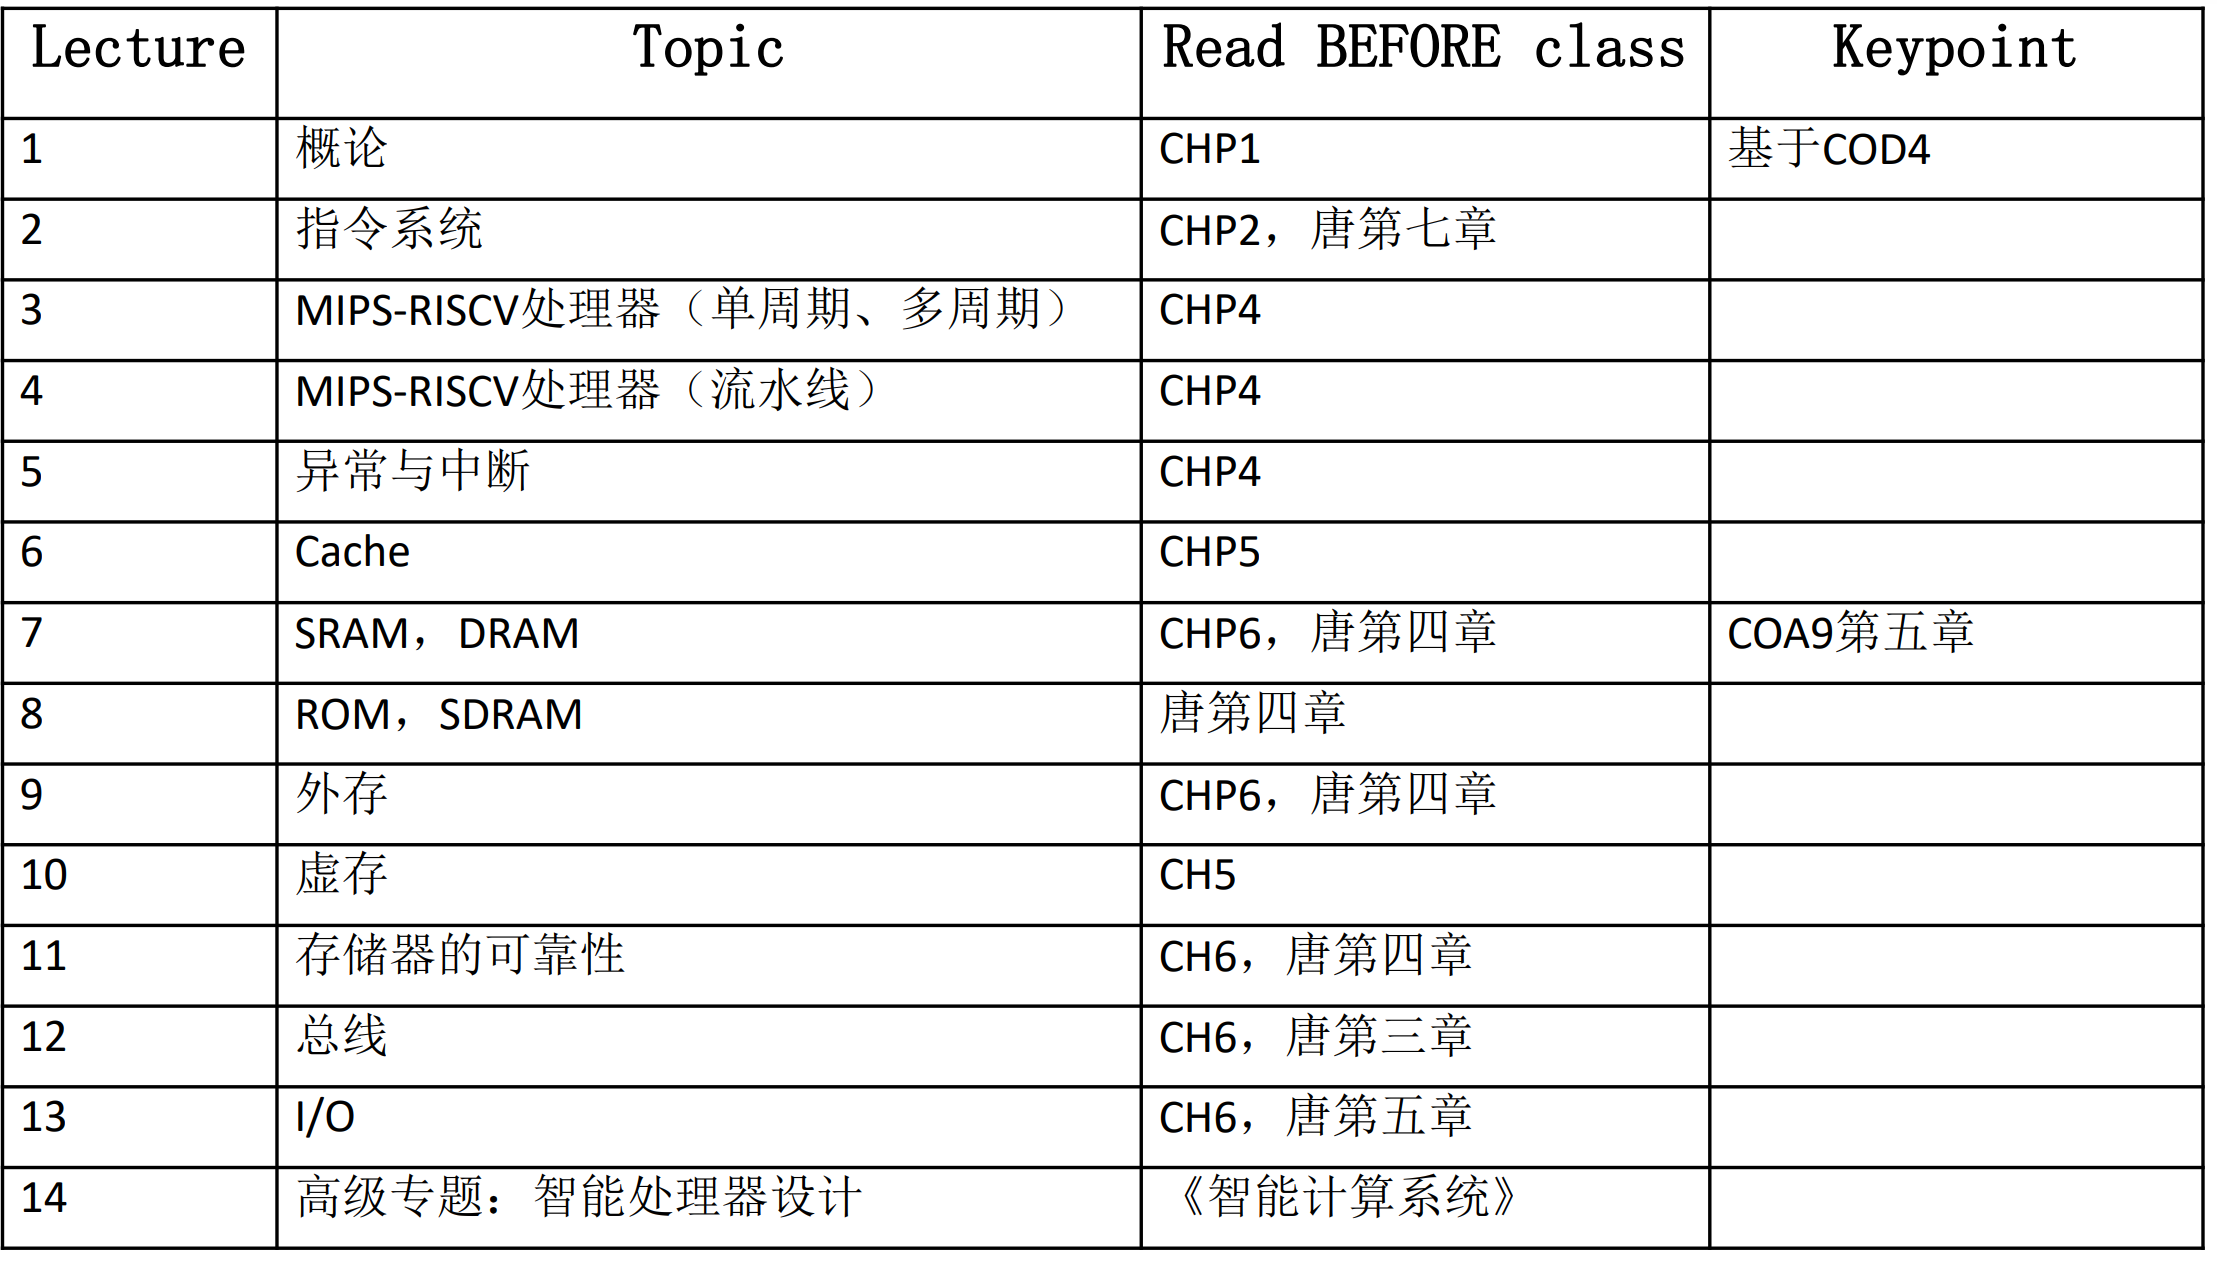 Lecture Topic Read BEFORE class Keypoint
1 概论 CHP1 基于COD4
2 指令系统 CHP2，唐第七章
3 MIPS-RISCV处理器（单周期、多周期） CHP4
4 MIPS-RISCV处理器（流水线） CHP4
5 异常与中断 CHP4
6 Cache CHP5
7 SRAM，DRAM CHP6，唐第四章 COA9第五章
8 ROM，SDRAM 唐第四章
9 外存 CHP6，唐第四章
10 虚存 CH5
11 存储器的可靠性 CH6，唐第四章
12 总线 CH6，唐第三章
13 I/O CH6，唐第五章
14 高级专题：智能处理器设计 《智能计算系统》